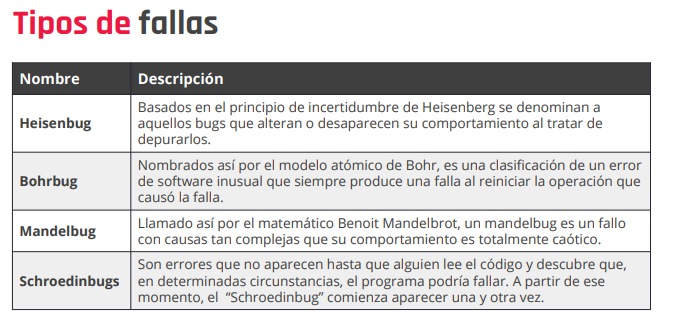 Tipos de fallas
Nombre Descripción
Heisenbug
Basados en el principio de incertidumbre de Heisenberg se denominan a
aquellos bugs que alteran o desaparecen su comportamiento al tratar de
depurarlos.
Bohrbug
Nombrados así por el modelo atómico de Bohr, es una clasificación de un error
de software inusual que siempre produce una falla al reiniciar la operación que
causó la falla.
Mandelbug
Llamado así por el matemático Benoit Mandelbrot, un mandelbug es un fallo
con causas tan complejas que su comportamiento es totalmente caótico.
Schroedinbugs
Son errores que no aparecen hasta que alguien lee el código y descubre que,
en determinadas circunstancias, el programa podría fallar. A partir de ese
momento, el “Schroedinbug” comienza aparecer una y otra vez.